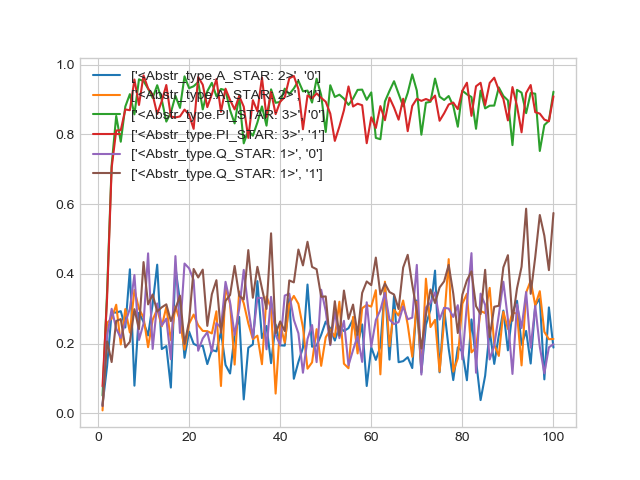 1.0
0.8
0.6
0.4
0.2
0.0
['<Abstr_type.A_STAR: 2>', '0']
['<Abstr_type.A_STAR: 2>', '1']
['<Abstr_type.PI_STAR: 3>', '0']
['<Abstr_type.PI_STAR: 3>', '1']
['<Abstr_type.Q_STAR: 1>', '0']
['<Abstr_type.Q_STAR: 1>', '1']
0
20
40
60
80
100